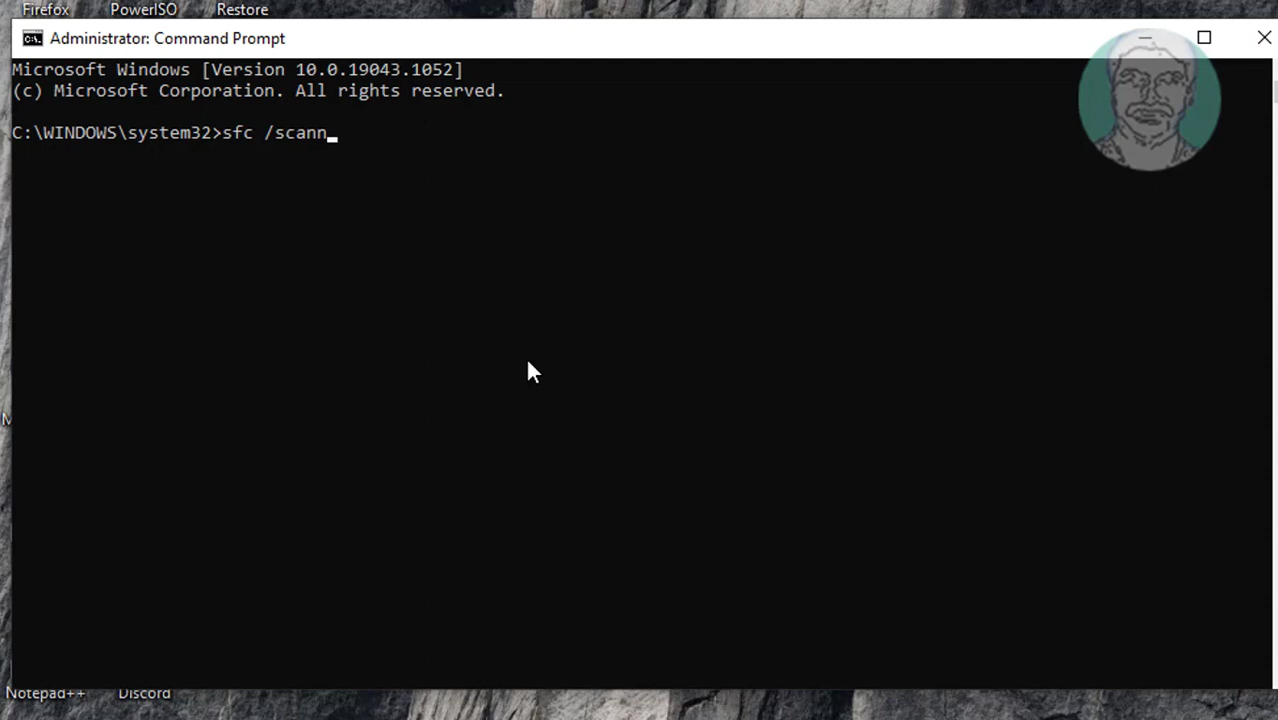 Firefox PowerISO Restore
Administrator: Command Prompt
Microsoft Windows [Version 10.0.19043.1052]
(c) Microsoft Corporation. All rights reserved.
C:\WINDOWS\system32>sfc /scann
Notepad++ Discord